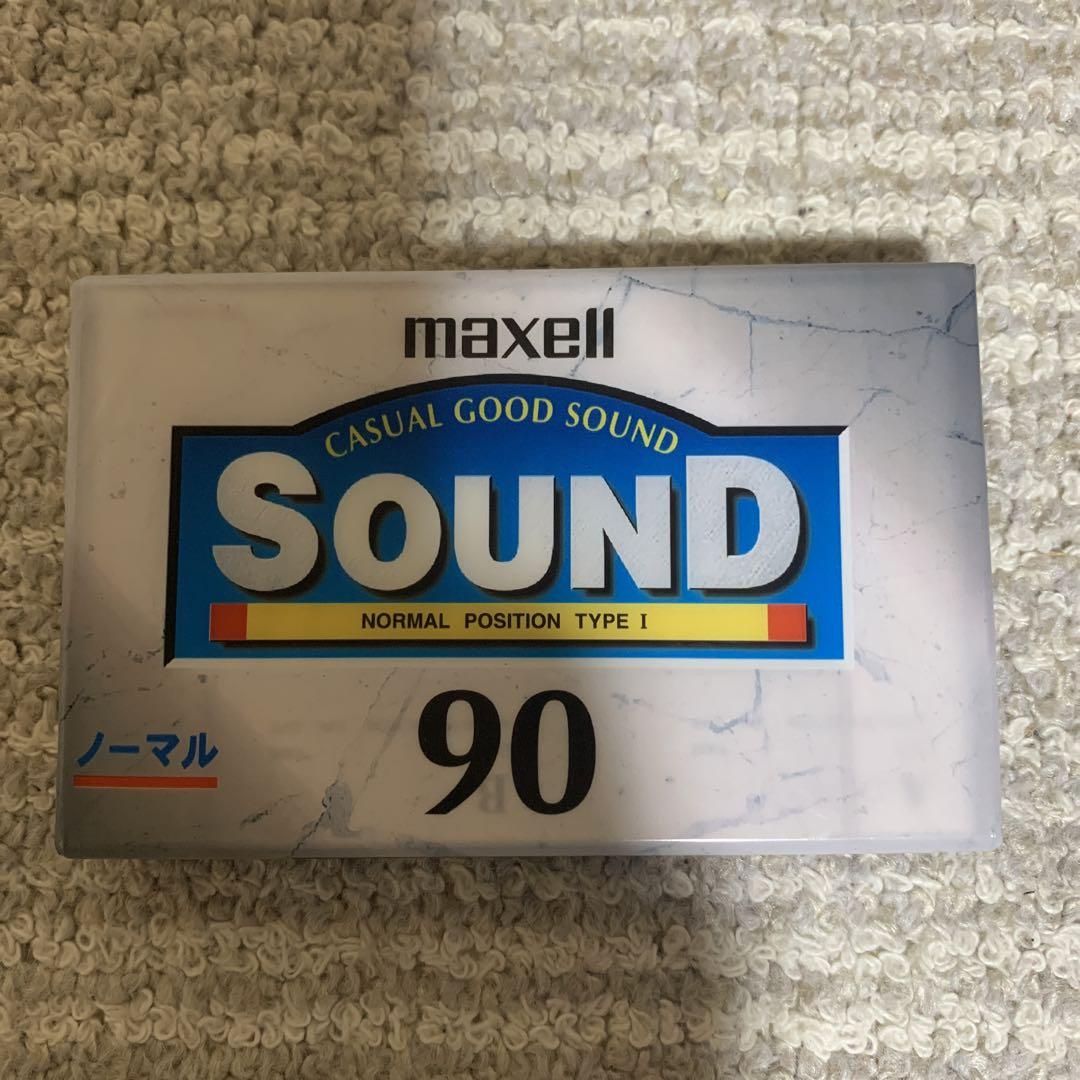 maxell
CASUAL GOOD SOUND
SOUND
NORMAL POSITION TYPE I
90
ノーマル